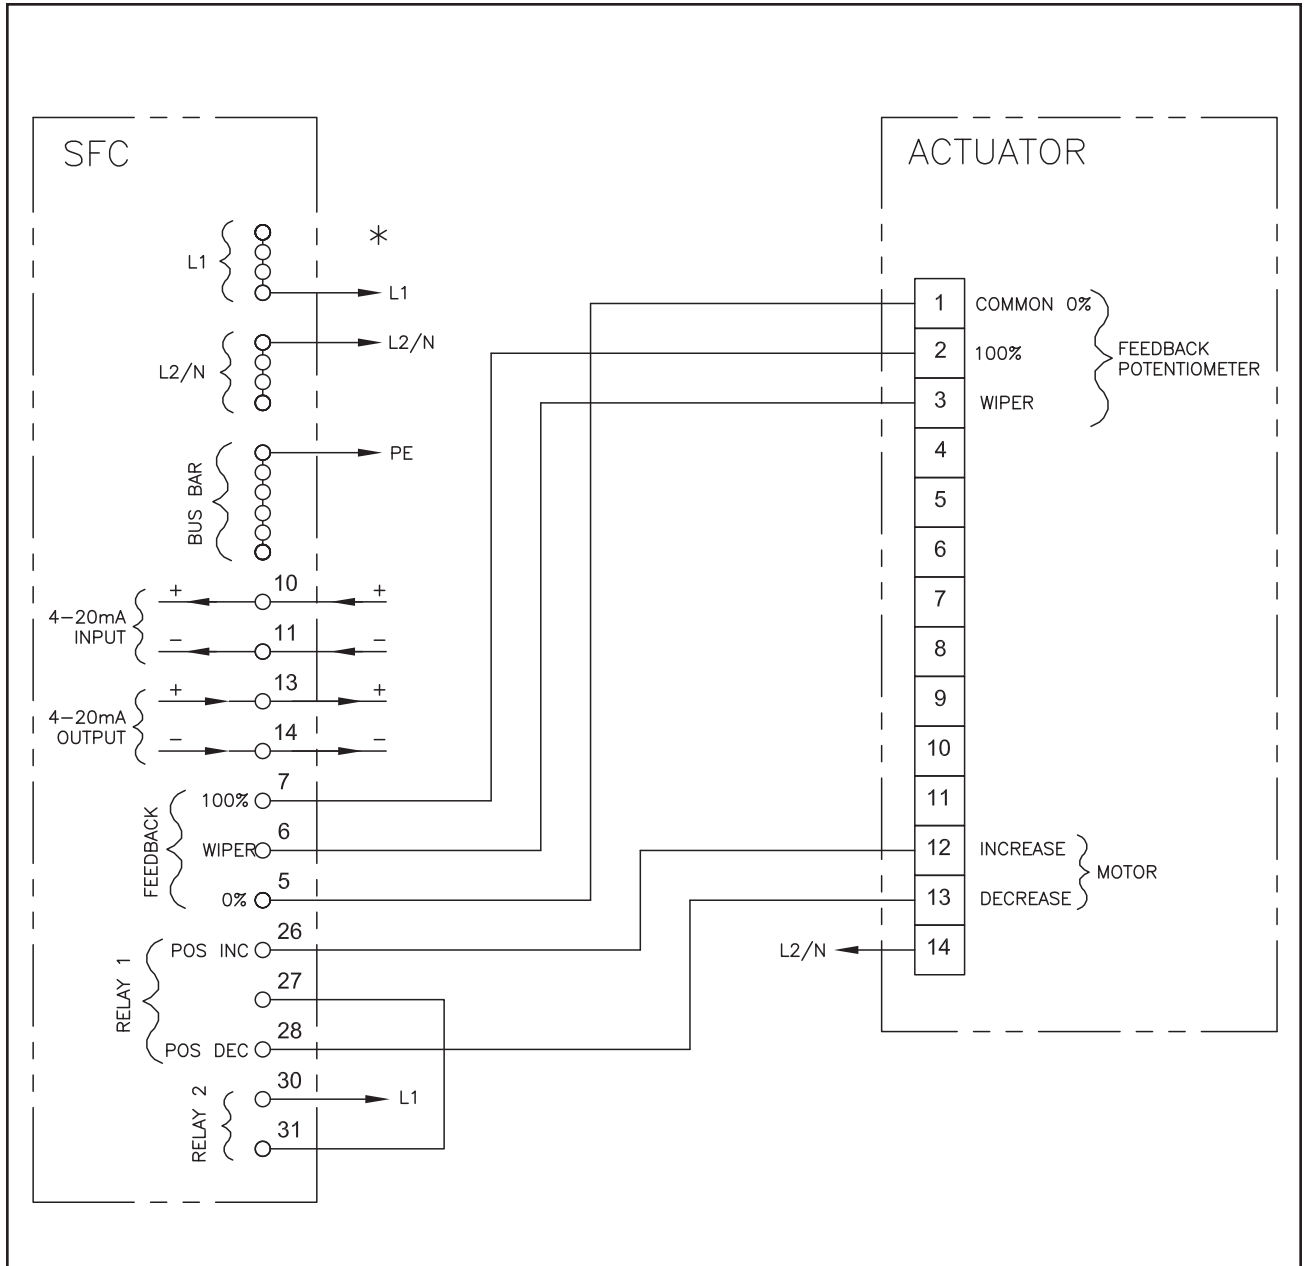 SFC
L1
*
L1
L2/N
L2/N
BUS BAR
PE
4-20mA
INPUT
+
10
+
−
11
−
4-20mA
OUTPUT
+
13
+
−
14
−
FEEDBACK
100%
7
WIPER
6
0%
5
RELAY 1
POS INC
26
27
POS DEC
28
RELAY 2
30
L1
31
ACTUATOR
1
COMMON 0%
2
100%
3
WIPER
FEEDBACK
POTENTIOMETER
4
5
6
7
8
9
10
11
12
INCREASE
13
DECREASE
MOTOR
L2/N
14